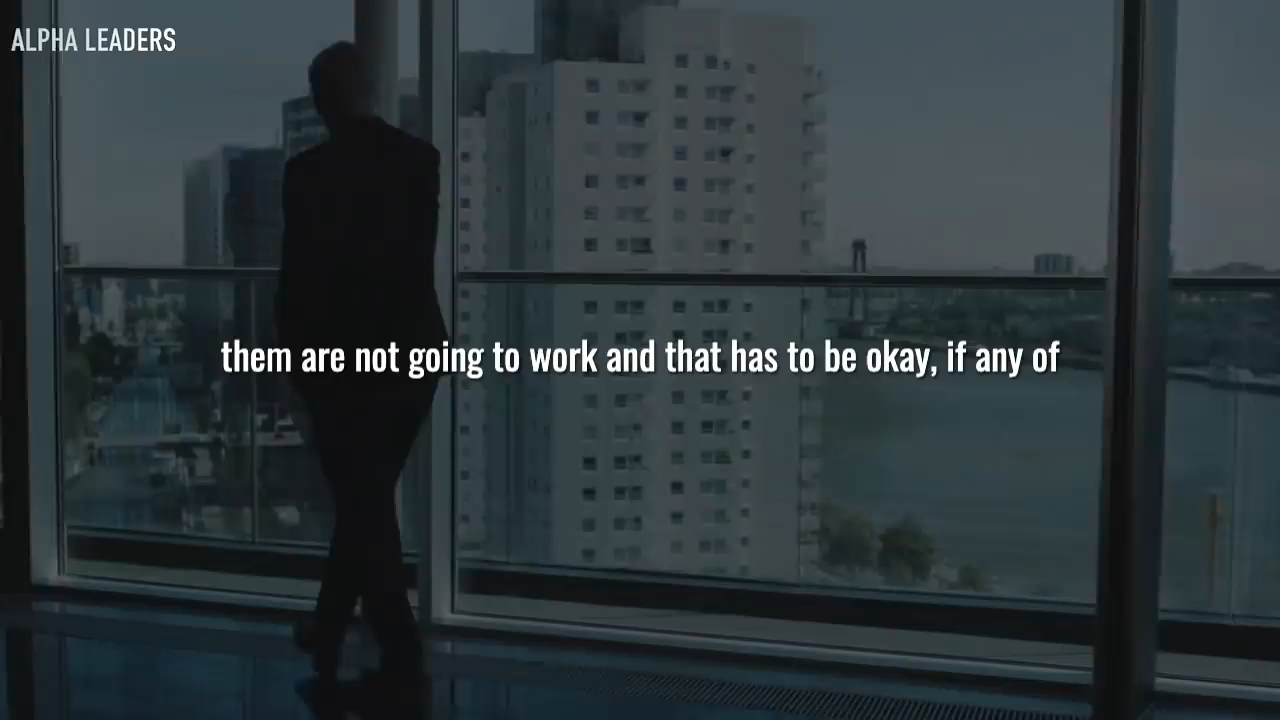 ALPHA LEADERS
them are not going to work and that has to be okay, if any of